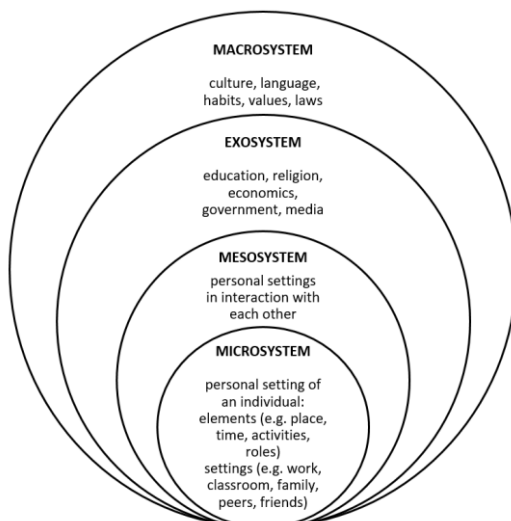 MACROSYSTEM
culture, language,
habits, values, laws
EXOSYSTEM
education, religion,
economics,
government, media
MESOSYSTEM
personal settings
in interaction with
each other
MICROSYSTEM
personal setting of
an individual:
elements (e.g. place,
time, activities,
roles)
settings (e.g. work,
classroom, family,
peers, friends)